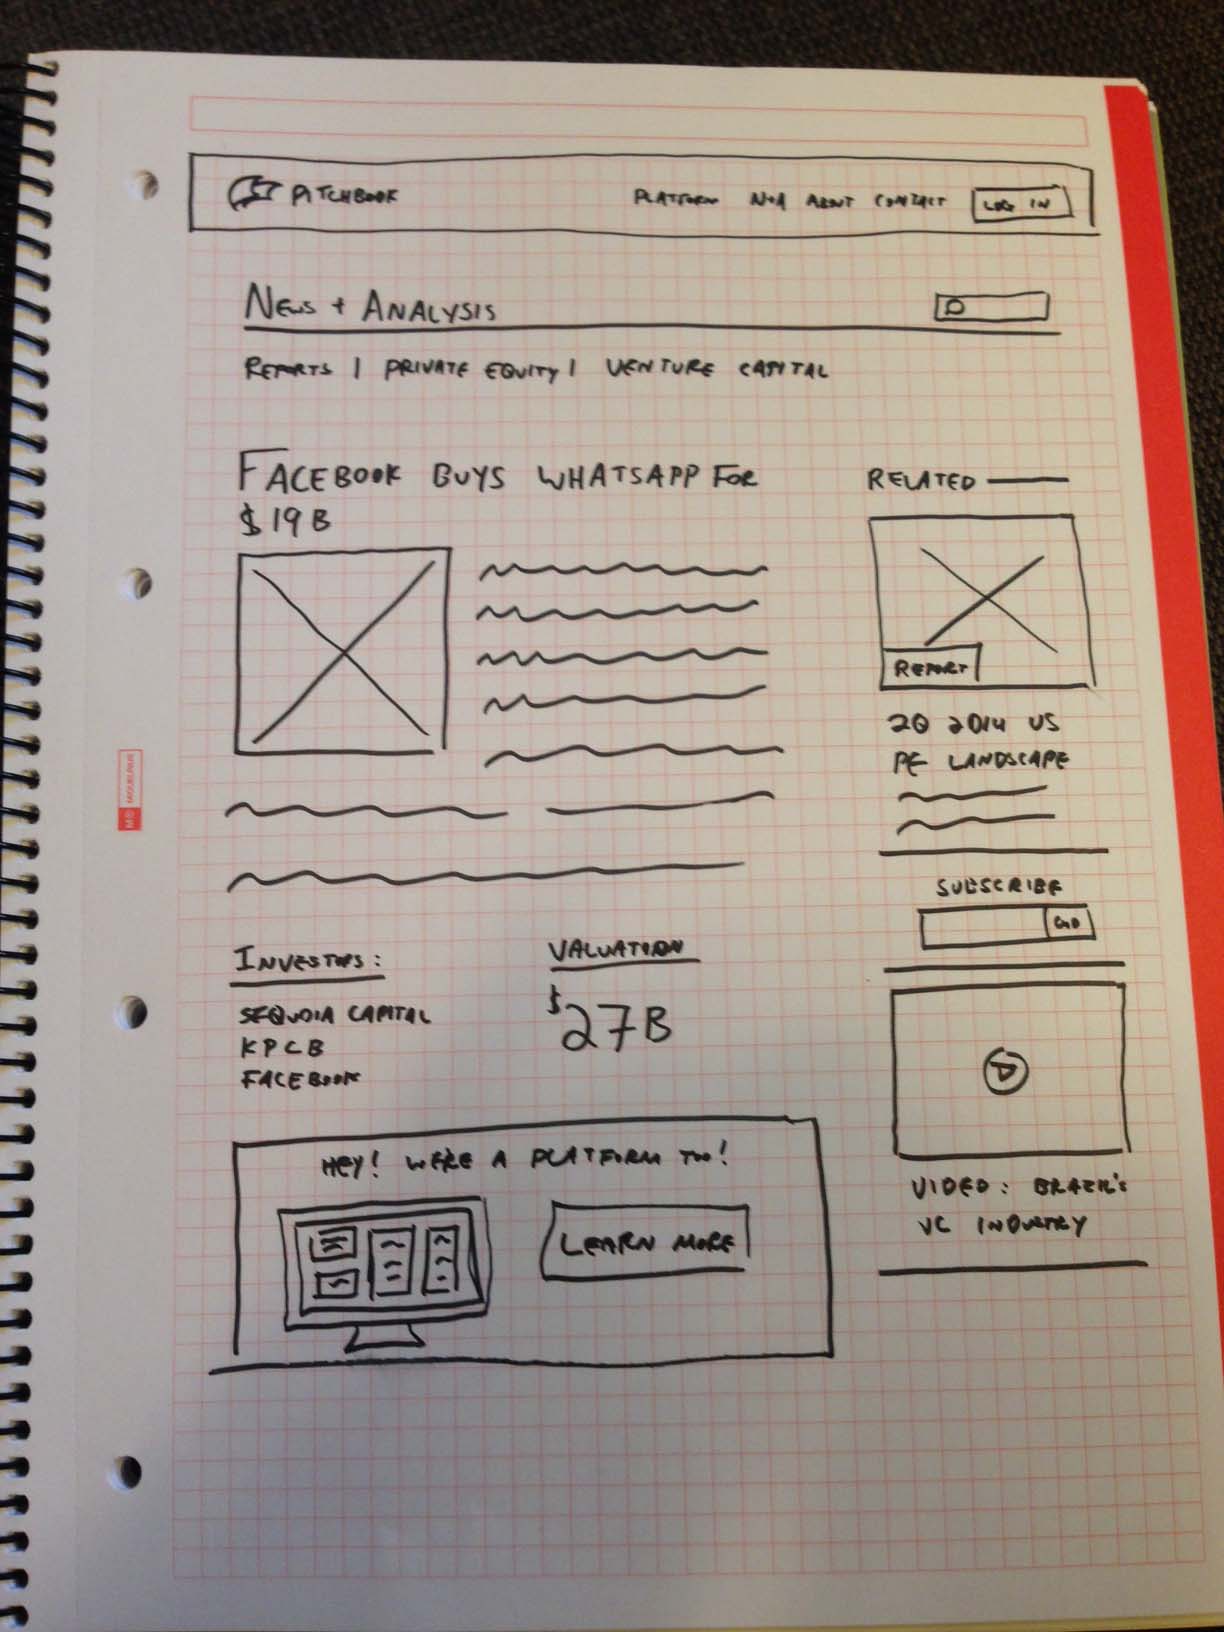 PITCHBOOK
PLATFORM N+A ABOUT CONTACT LOG IN
NEWS + ANALYSIS
REPORTS | PRIVATE EQUITY | VENTURE CAPITAL
FACEBOOK BUYS WHATSAPP FOR
$19B
RELATED
REPORT
2Q 2014 US
PE LANDSCAPE
SUBSCRIBE
GO
INVESTORS:
SEQUOIA CAPITAL
KPCB
FACEBOOK
VALUATION
$27B
VIDEO: BRAZIL'S
VC INDUSTRY
HEY! WE'RE A PLATFORM TOO!
LEARN MORE